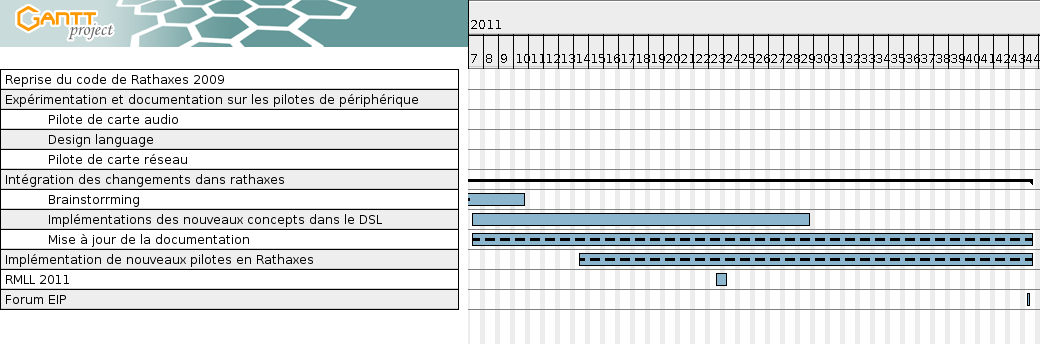 GANTT
project
2011
7 8 9 10 11 12 13 14 15 16 17 18 19 20 21 22 23 24 25 26 27 28 29 30 31 32 33 34 35 36 37 38 39 40 41 42 43 44
Reprise du code de Rathaxes 2009
Expérimentation et documentation sur les pilotes de périphérique
Pilote de carte audio
Design language
Pilote de carte réseau
Intégration des changements dans rathaxes
Brainstorrming
Implémentations des nouveaux concepts dans le DSL
Mise à jour de la documentation
Implémentation de nouveaux pilotes en Rathaxes
RMLL 2011
Forum EIP